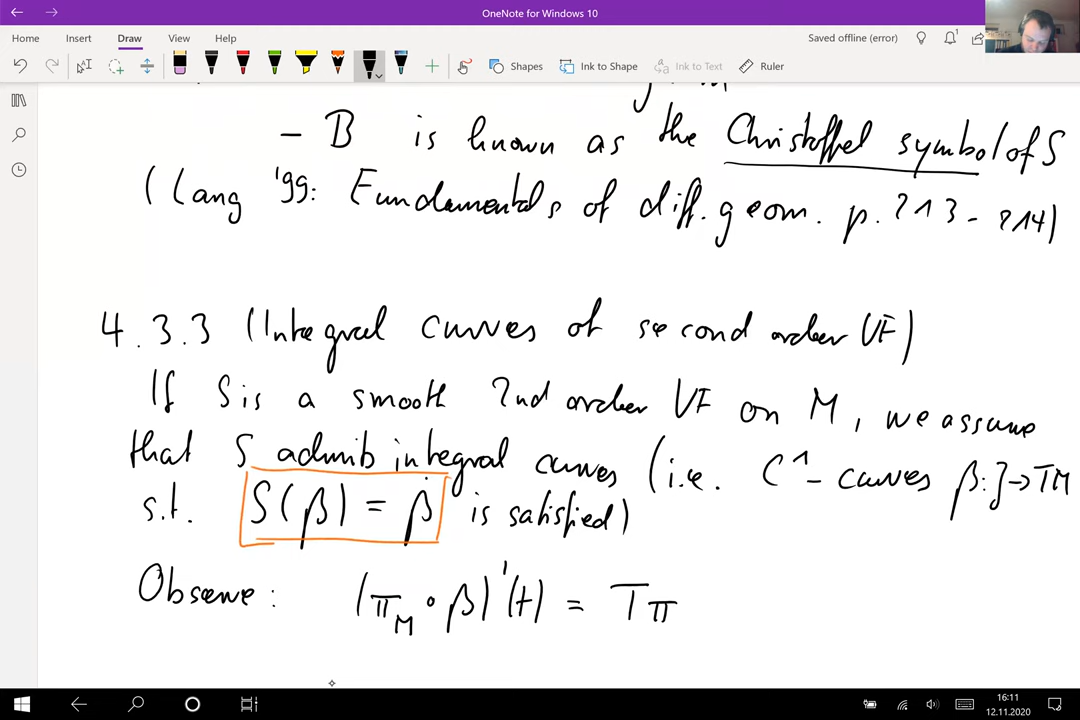 OneNote for Windows 10
Home Insert Draw View Help Saved offline (error)
Shapes Ink to Shape Ink to Text Ruler
- B is known as the Christoffel symbol of S
(Lang '99: Fundamentals of diff. geom. p. 213 - 214)
4.3.3 (Integral curves of second order VF)
If S is a smooth 2nd order VF on M, we assume
that S admits integral curves (i.e. C¹-curves β: J → TM
s.t. S(β) = β̇ is satisfied)
Observe: (π_M ∘ β)'(t) = Tπ
16:11
12.11.2020